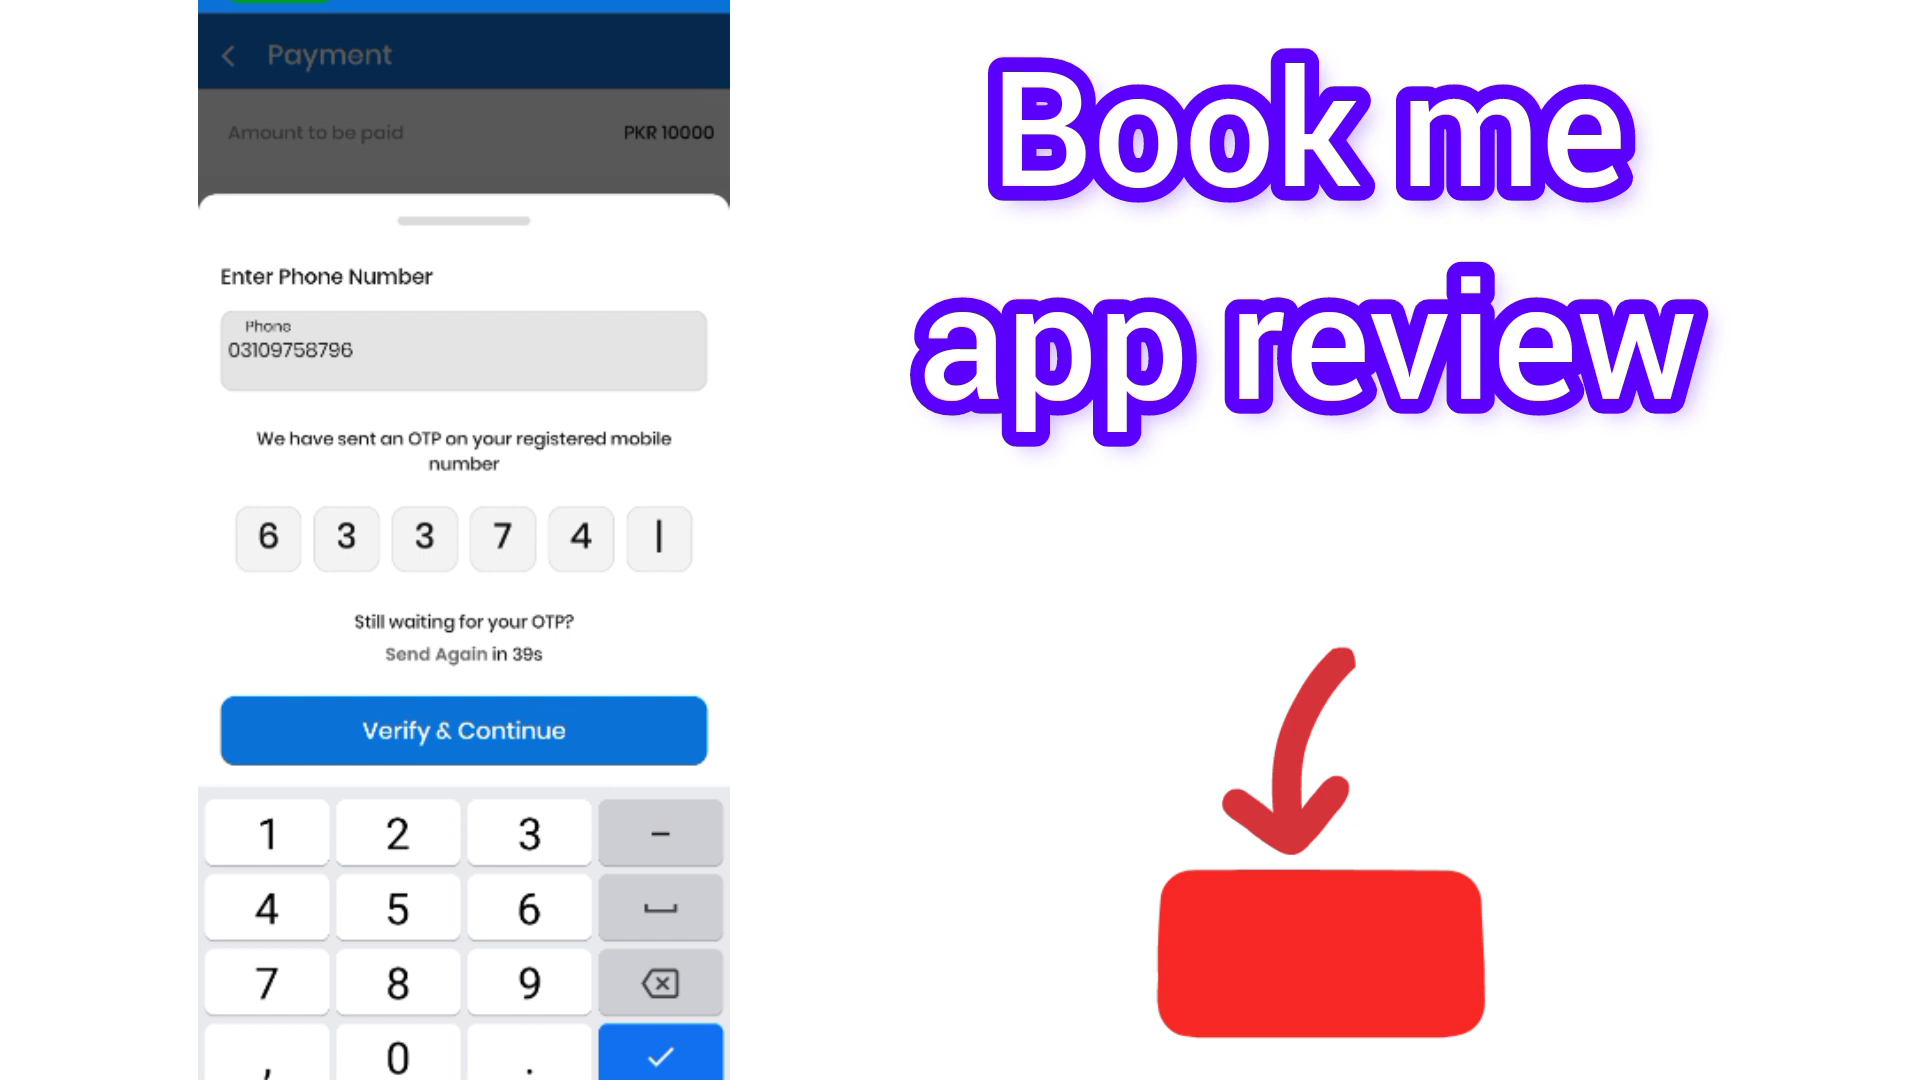 Payment
Amount to be paid PKR 10000
Enter Phone Number
Phone
03109758796
We have sent an OTP on your registered mobile
number
6 3 3 7 4
Still waiting for your OTP?
Send Again in 39s
Verify & Continue
1 2 3 -
4 5 6
7 8 9
, 0 .
Book me
app review